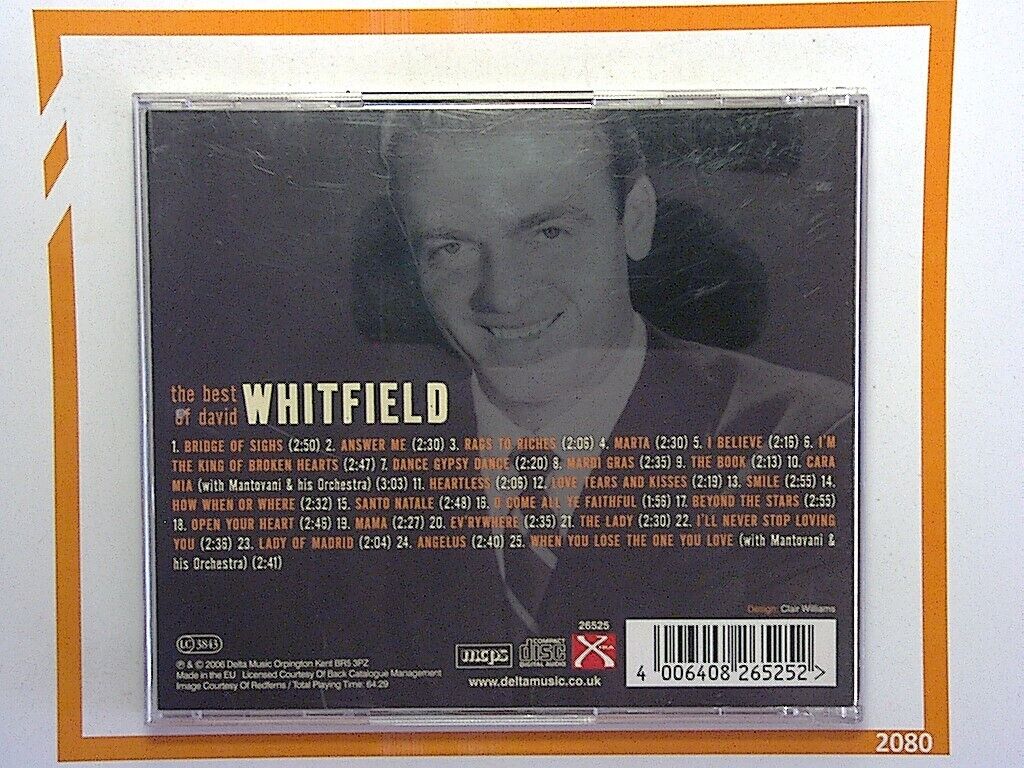 the best
of david
WHITFIELD
1. BRIDGE OF SIGHS (2:50) 2. ANSWER ME (2:30) 3. RAGS TO RICHES (2:06) 4. MARTA (2:30) 5. I BELIEVE (2:16) 6. I'M
THE KING OF BROKEN HEARTS (2:47) 7. DANCE GYPSY DANCE (2:20) 8. MARDI GRAS (2:35) 9. THE BOOK (2:13) 10. CARA
MIA (with Mantovani & his Orchestra) (3:03) 11. HEARTLESS (2:06) 12. LOVE TEARS AND KISSES (2:19) 13. SMILE (2:55) 14.
HOW WHEN OR WHERE (2:32) 15. SANTO NATALE (2:48) 16. O COME ALL YE FAITHFUL (1:56) 17. BEYOND THE STARS (2:55)
18. OPEN YOUR HEART (2:46) 19. MAMA (2:27) 20. EV'RYWHERE (2:35) 21. THE LADY (2:30) 22. I'LL NEVER STOP LOVING
YOU (2:36) 23. LADY OF MADRID (2:04) 24. ANGELUS (2:40) 25. WHEN YOU LOSE THE ONE YOU LOVE (with Mantovani &
his Orchestra) (2:41)
Design: Clair Williams
LC 3843
℗ & © 2006 Delta Music Orpington Kent BR5 3PZ
Made in the EU Licensed Courtesy Of Back Catalogue Management
Image Courtesy Of Redferns / Total Playing Time: 64.29
mcps
COMPACT
disc
DIGITAL AUDIO
26525
XTRA
www.deltamusic.co.uk
4 006408 265252 >
2080